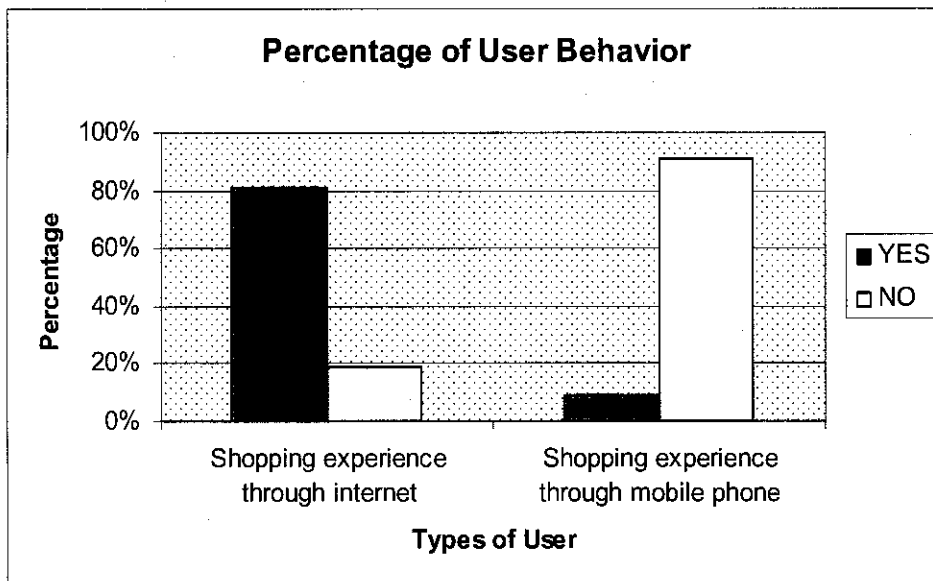 Percentage of User Behavior
100%
80%
60%
40%
20%
0%
Percentage
Shopping experience
through internet
Shopping experience
through mobile phone
Types of User
YES
NO